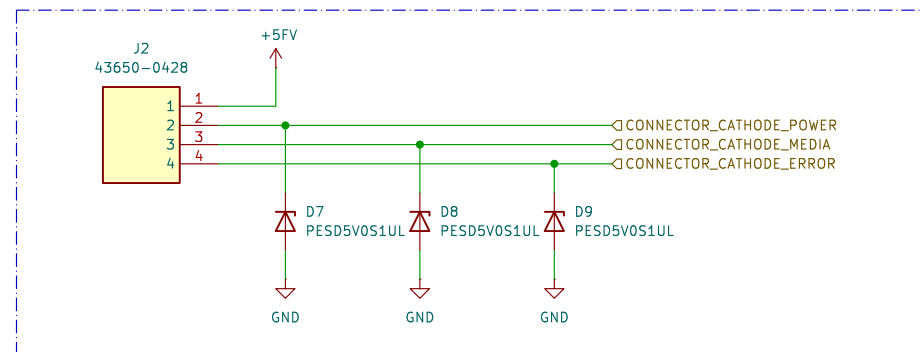 +5FV
J2
43650-0428
1 1
2 2
3 3
4 4
CONNECTOR_CATHODE_POWER
CONNECTOR_CATHODE_MEDIA
CONNECTOR_CATHODE_ERROR
D7
PESD5V0S1UL
D8
PESD5V0S1UL
D9
PESD5V0S1UL
GND
GND
GND